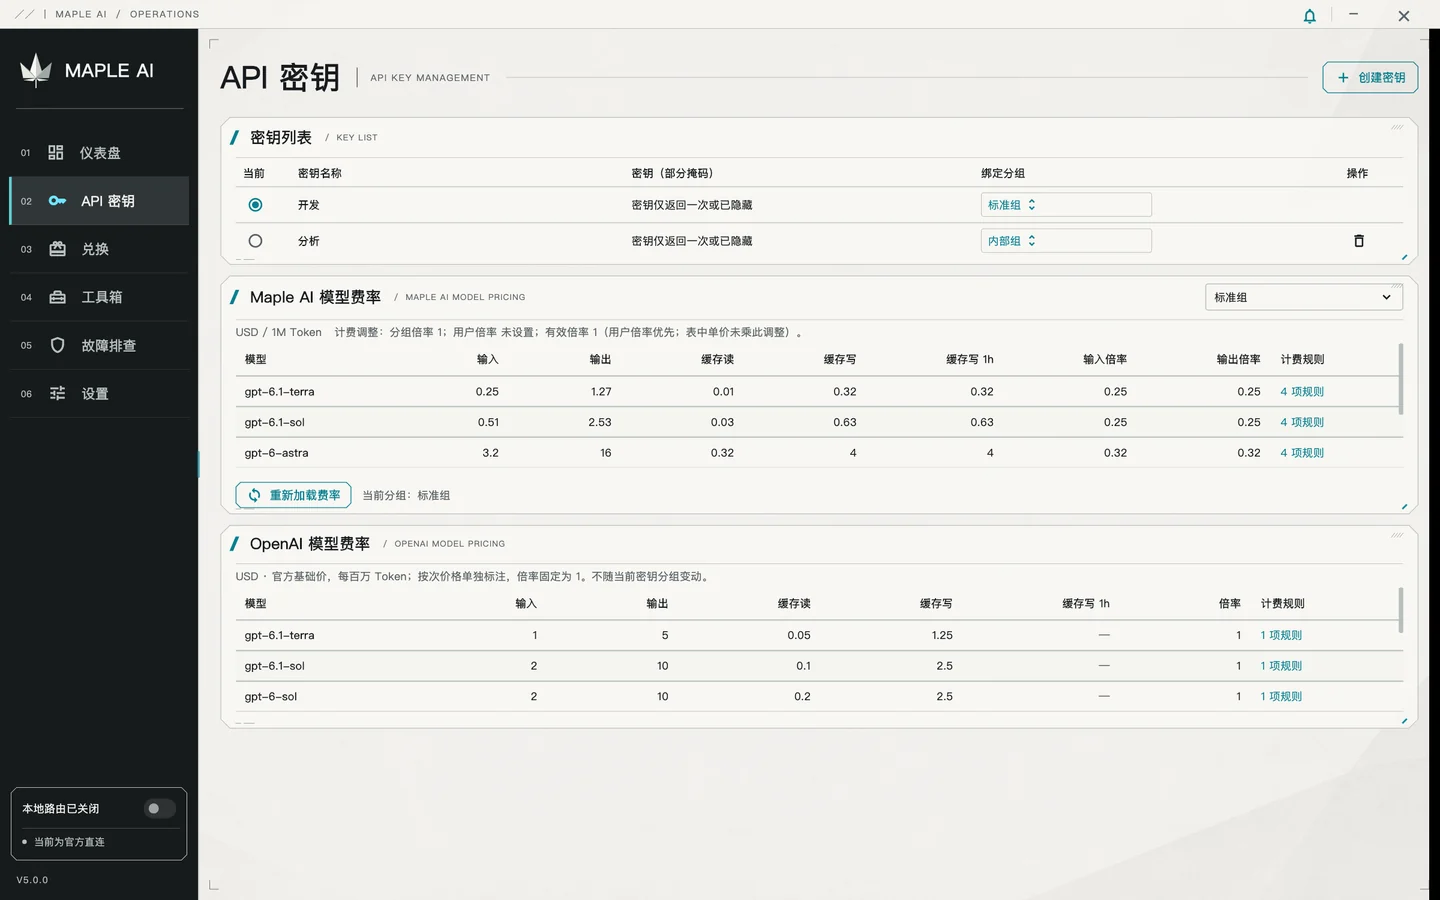 // | MAPLE AI / OPERATIONS
MAPLE AI
01 仪表盘
02 API 密钥
03 兑换
04 工具箱
05 故障排查
06 设置
本地路由已关闭
当前为官方直连
V5.0.0
API 密钥 | API KEY MANAGEMENT
+ 创建密钥
密钥列表 / KEY LIST
当前 密钥名称 密钥（部分掩码） 绑定分组 操作
开发 密钥仅返回一次或已隐藏 标准组
分析 密钥仅返回一次或已隐藏 内部组
Maple AI 模型费率 / MAPLE AI MODEL PRICING
标准组
USD / 1M Token 计费调整：分组倍率 1；用户倍率 未设置；有效倍率 1（用户倍率优先；表中单价未乘此调整）。
模型 输入 输出 缓存读 缓存写 缓存写 1h 输入倍率 输出倍率 计费规则
gpt-6.1-terra 0.25 1.27 0.01 0.32 0.32 0.25 0.25 4 项规则
gpt-6.1-sol 0.51 2.53 0.03 0.63 0.63 0.25 0.25 4 项规则
gpt-6-astra 3.2 16 0.32 4 4 0.32 0.32 4 项规则
重新加载费率 当前分组：标准组
OpenAI 模型费率 / OPENAI MODEL PRICING
USD · 官方基础价，每百万 Token；按次价格单独标注，倍率固定为 1。不随当前密钥分组变动。
模型 输入 输出 缓存读 缓存写 缓存写 1h 倍率 计费规则
gpt-6.1-terra 1 5 0.05 1.25 — 1 1 项规则
gpt-6.1-sol 2 10 0.1 2.5 — 1 1 项规则
gpt-6-sol 2 10 0.2 2.5 — 1 1 项规则